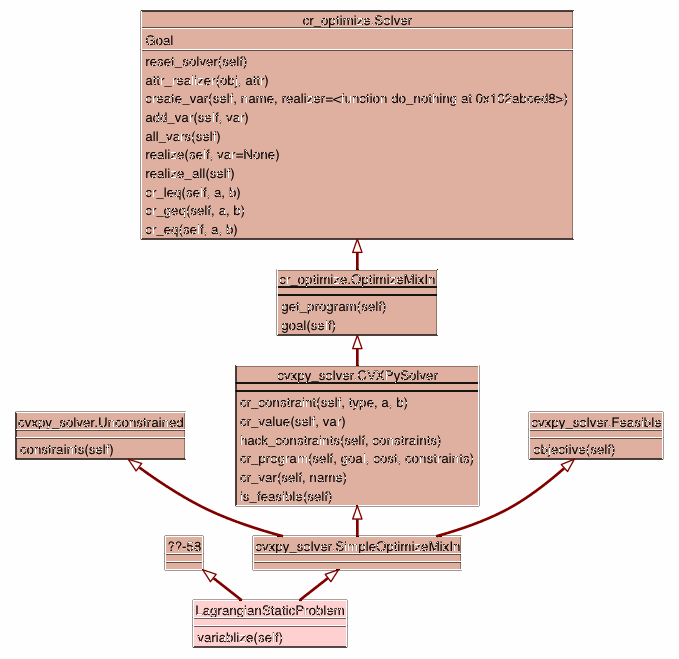 cr_optimize.Solver
Goal
reset_solver(self)
attr_realizer(obj, attr)
create_var(self, name, realizer=<function do_nothing at 0x102abced8>)
add_var(self, var)
all_vars(self)
realize(self, var=None)
realize_all(self)
cr_leq(self, a, b)
cr_geq(self, a, b)
cr_eq(self, a, b)
cr_optimize.OptimizeMixIn
get_program(self)
goal(self)
cvxpy_solver.CVXPySolver
cr_constraint(self, type, a, b)
cr_value(self, var)
hack_constraints(self, constraints)
cr_program(self, goal, cost, constraints)
cr_var(self, name)
is_feasible(self)
cvxpy_solver.Unconstrained
constraints(self)
cvxpy_solver.Feasible
objective(self)
??-58
cvxpy_solver.SimpleOptimizeMixIn
LagrangianStaticProblem
variablize(self)